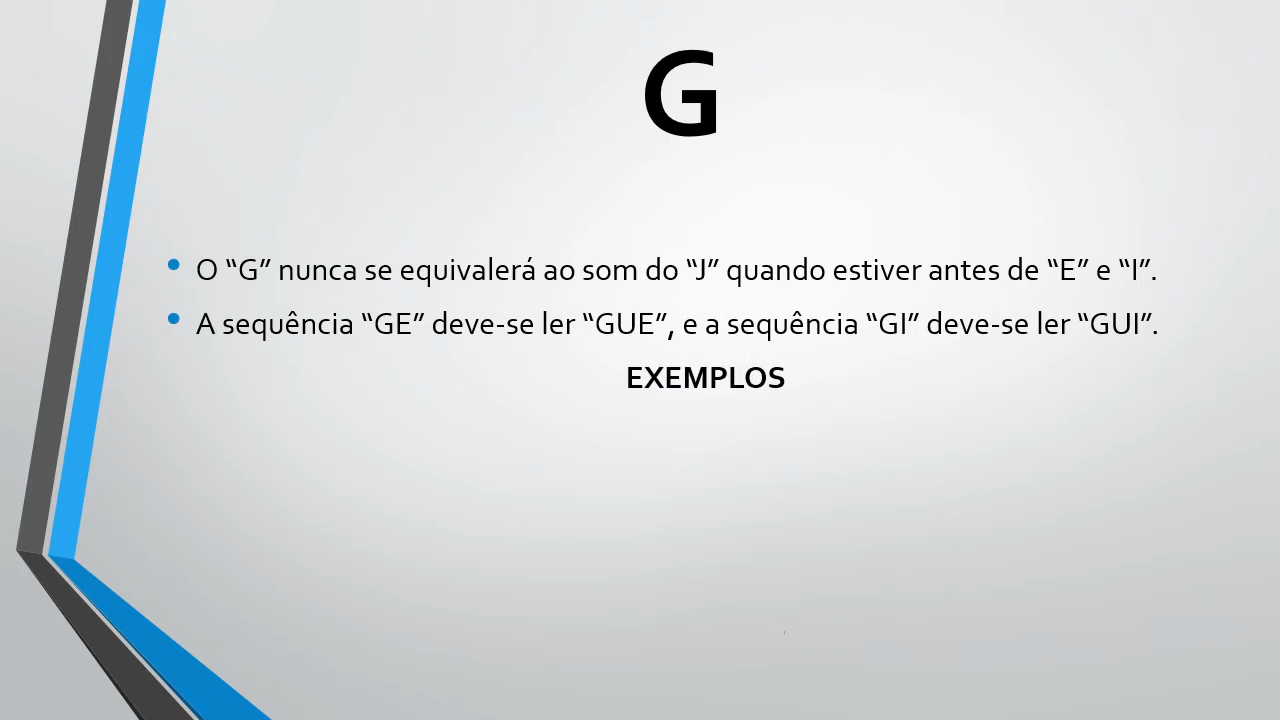 G
• O “G” nunca se equivalerá ao som do “J” quando estiver antes de “E” e “I”.
• A sequência “GE” deve-se ler “GUE”, e a sequência “GI” deve-se ler “GUI”.
EXEMPLOS